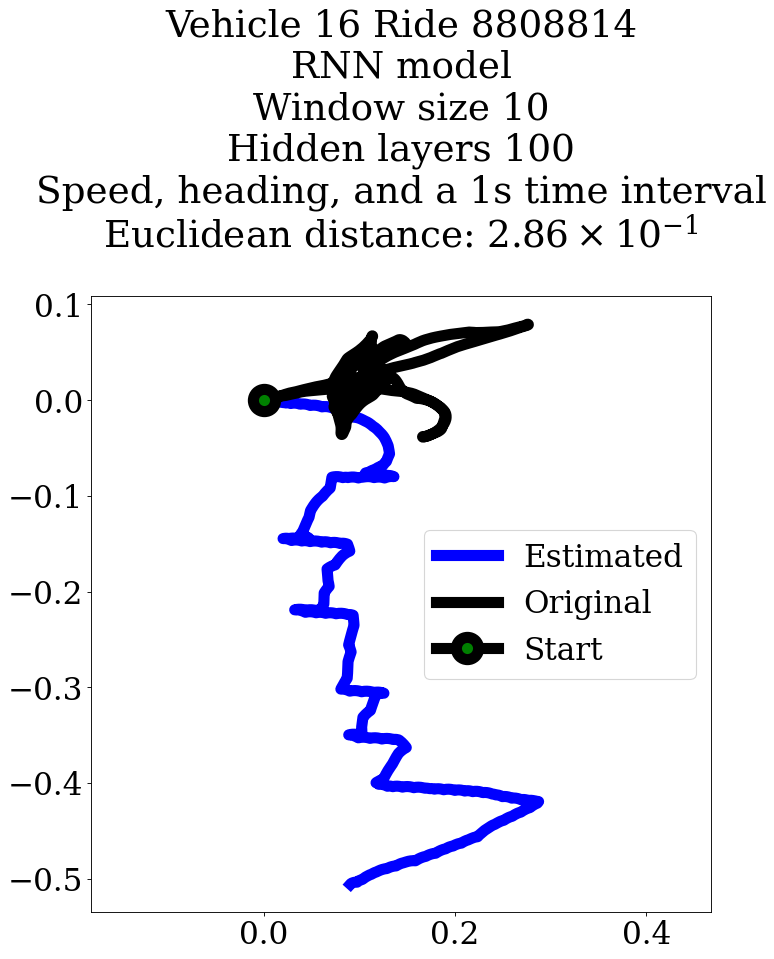 Vehicle 16 Ride 8808814
RNN model
Window size 10
Hidden layers 100
Speed, heading, and a 1s time interval
Euclidean distance: 2.86 × 10⁻¹
0.1
0.0
−0.1
−0.2
−0.3
−0.4
−0.5
Estimated
Original
Start
0.0 0.2 0.4